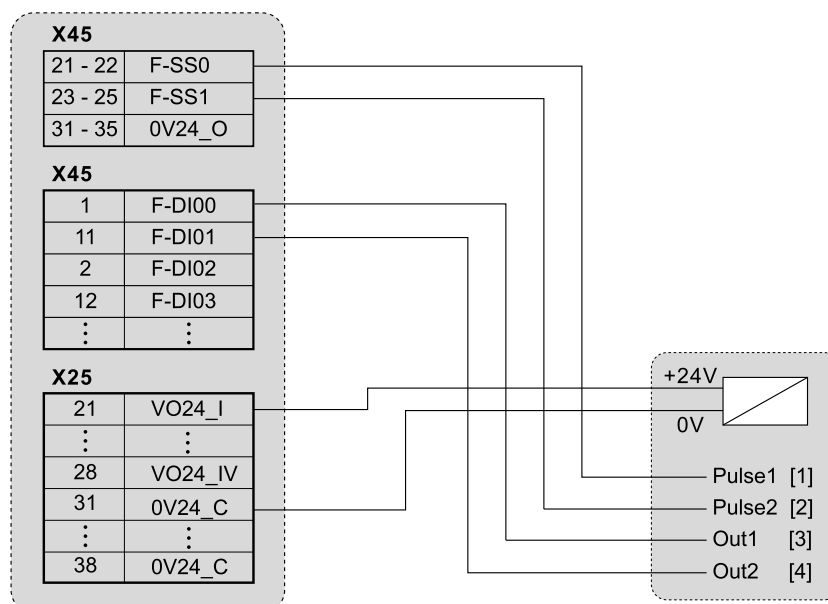 X45
21 - 22 F-SS0
23 - 25 F-SS1
31 - 35 0V24_O
X45
1 F-DI00
11 F-DI01
2 F-DI02
12 F-DI03
⋮ ⋮
X25
21 VO24_I
⋮ ⋮
28 VO24_IV
31 0V24_C
⋮ ⋮
38 0V24_C
+24V
0V
Pulse1 [1]
Pulse2 [2]
Out1 [3]
Out2 [4]